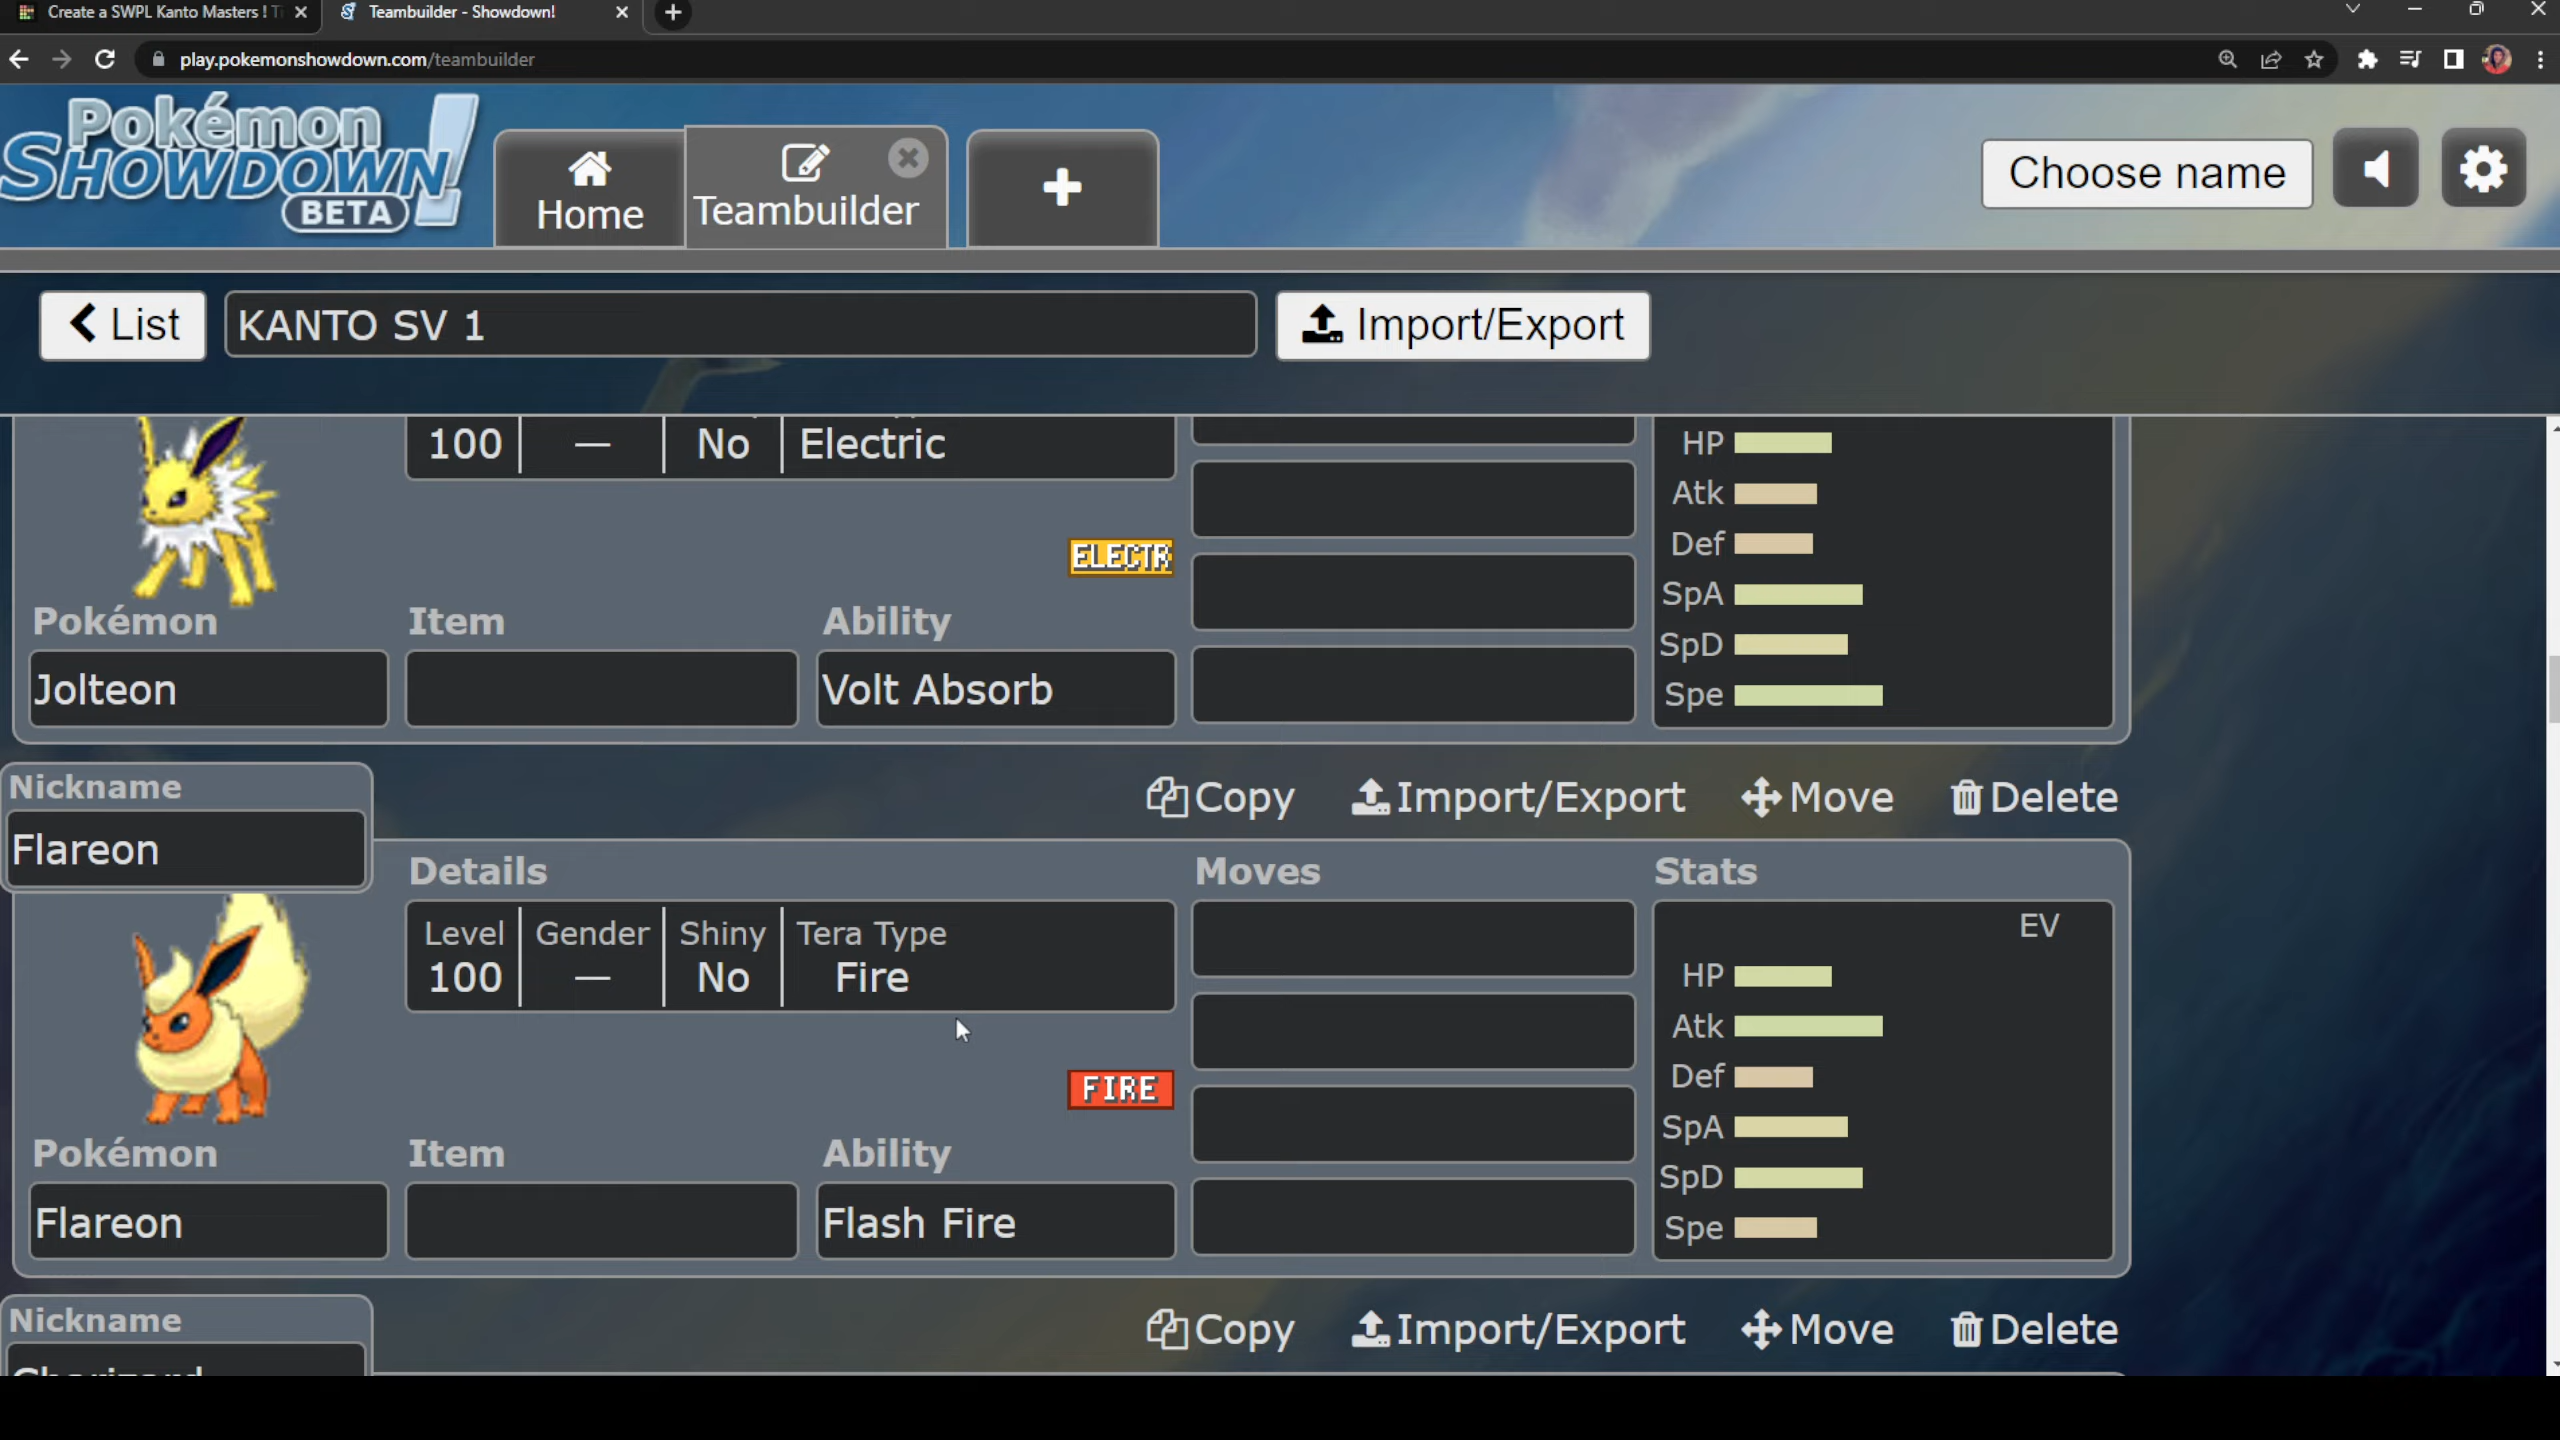 Create a SWPL Kanto Masters ! Ti
Teambuilder - Showdown!
play.pokemonshowdown.com/teambuilder
Pokémon
SHOWDOWN!
BETA
Home
Teambuilder
Choose name
List
KANTO SV 1
Import/Export
100 — No Electric
HP
Atk
Def
ELECTR
SpA
Pokémon Item Ability
SpD
Jolteon Volt Absorb
Spe
Nickname
Copy Import/Export Move Delete
Flareon
Details Moves Stats
EV
Level Gender Shiny Tera Type
100 — No Fire
HP
Atk
Def
FIRE
SpA
Pokémon Item Ability
SpD
Flareon Flash Fire
Spe
Nickname
Copy Import/Export Move Delete